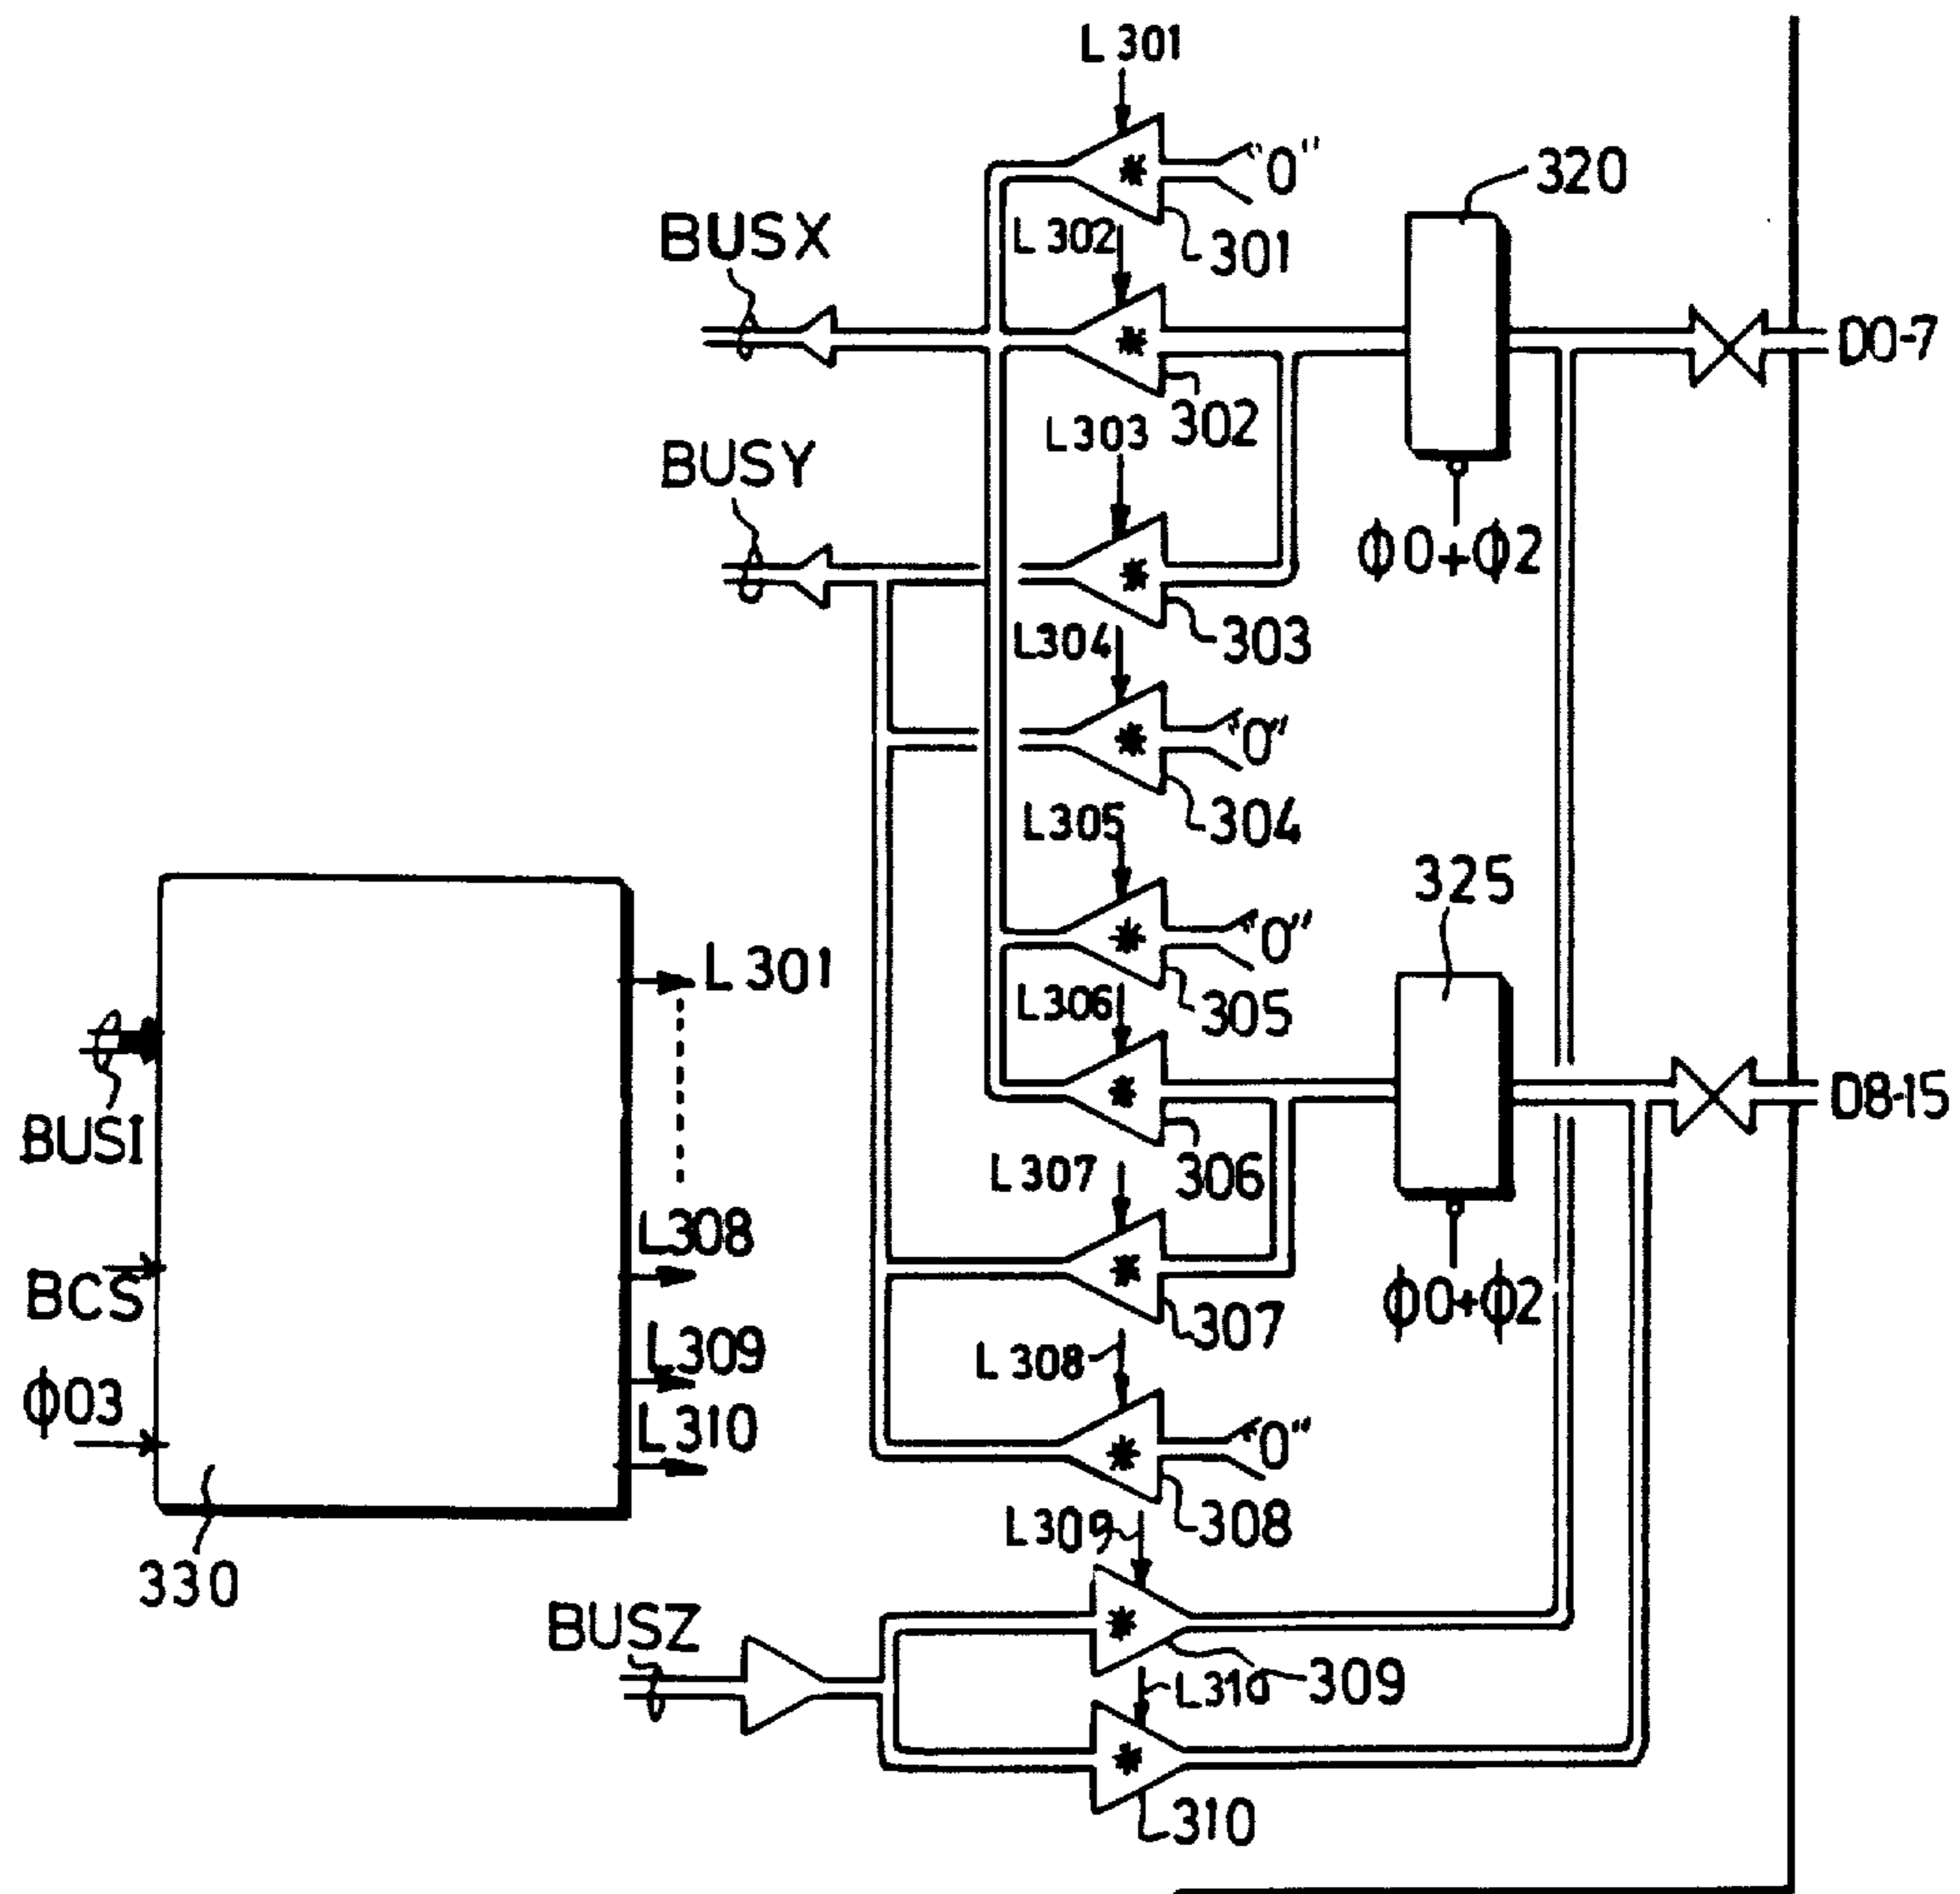 L301
"0"
320
BUSX
L302
301
D0-7
302
L303
BUSY
ϕ0+ϕ2
303
L304
"0"
304
L305
325
"0"
L301
305
L306
BUSI
D8-15
306
L307
L308
BCS
ϕ0+ϕ2
307
L309
L308
ϕ03
L310
"0"
308
L309
330
BUSZ
309
L310
310